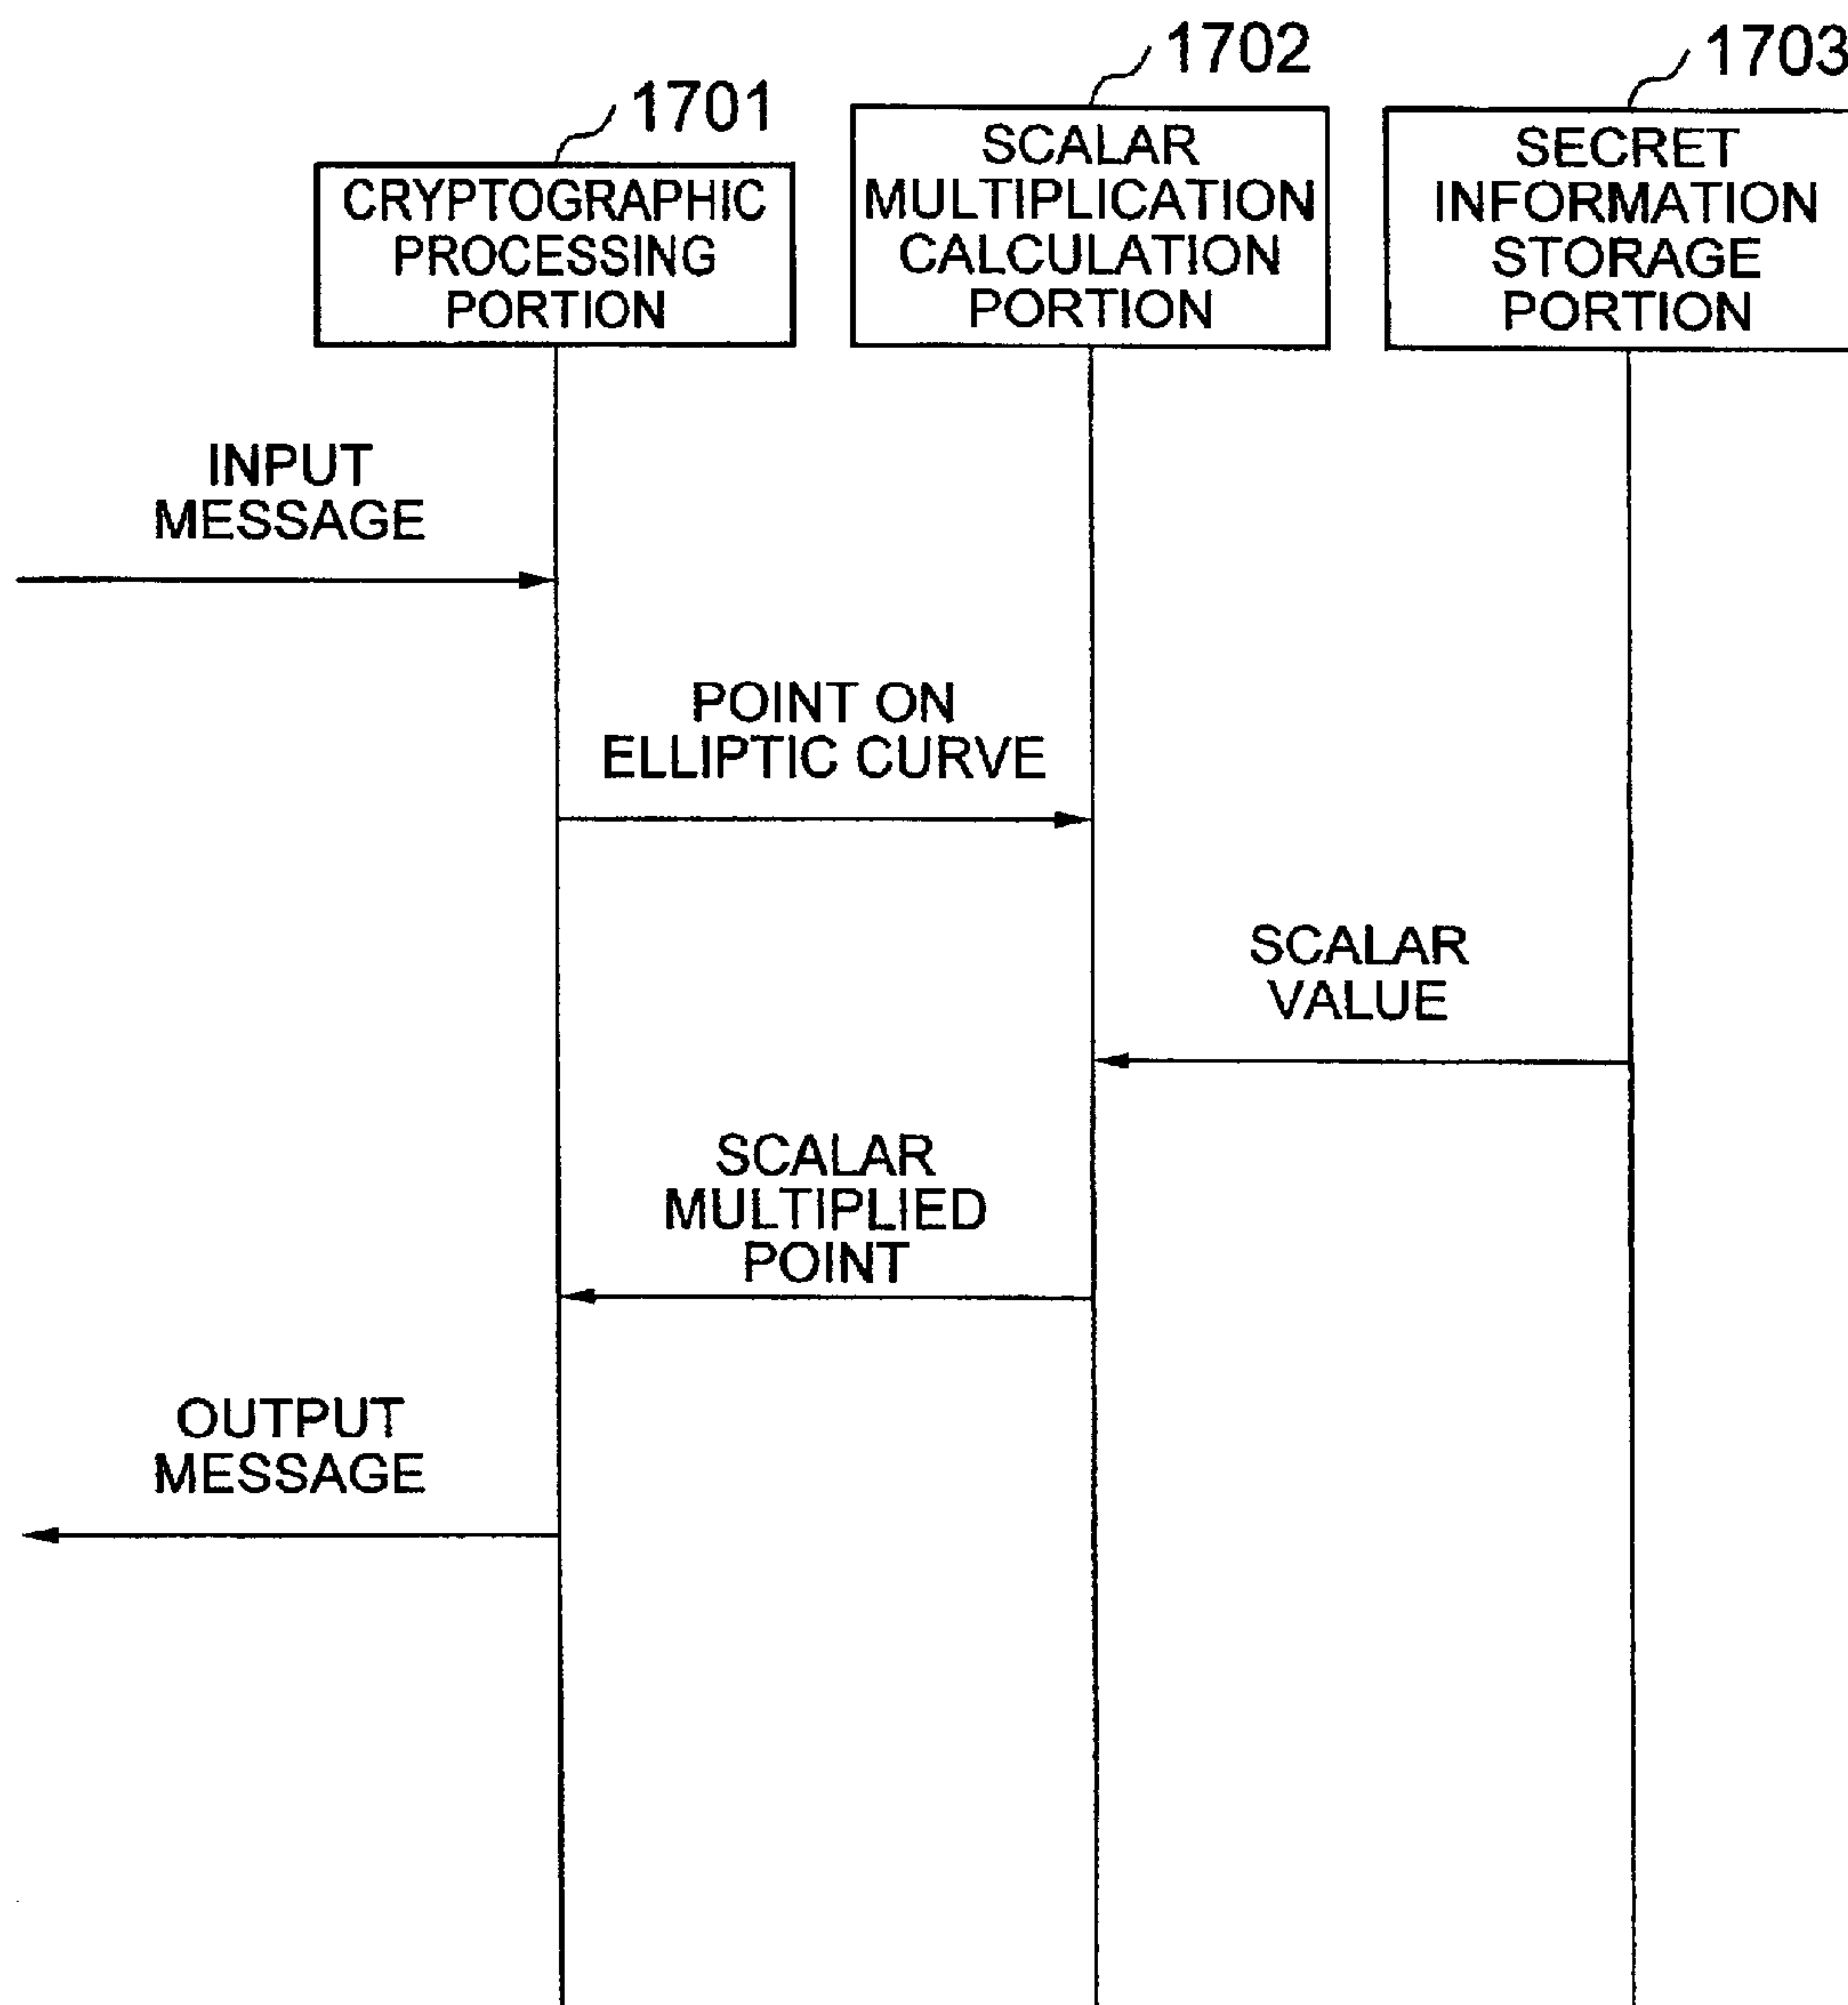 1701
1702
1703
CRYPTOGRAPHIC
PROCESSING
PORTION
SCALAR
MULTIPLICATION
CALCULATION
PORTION
SECRET
INFORMATION
STORAGE
PORTION
INPUT
MESSAGE
POINT ON
ELLIPTIC CURVE
SCALAR
VALUE
SCALAR
MULTIPLIED
POINT
OUTPUT
MESSAGE